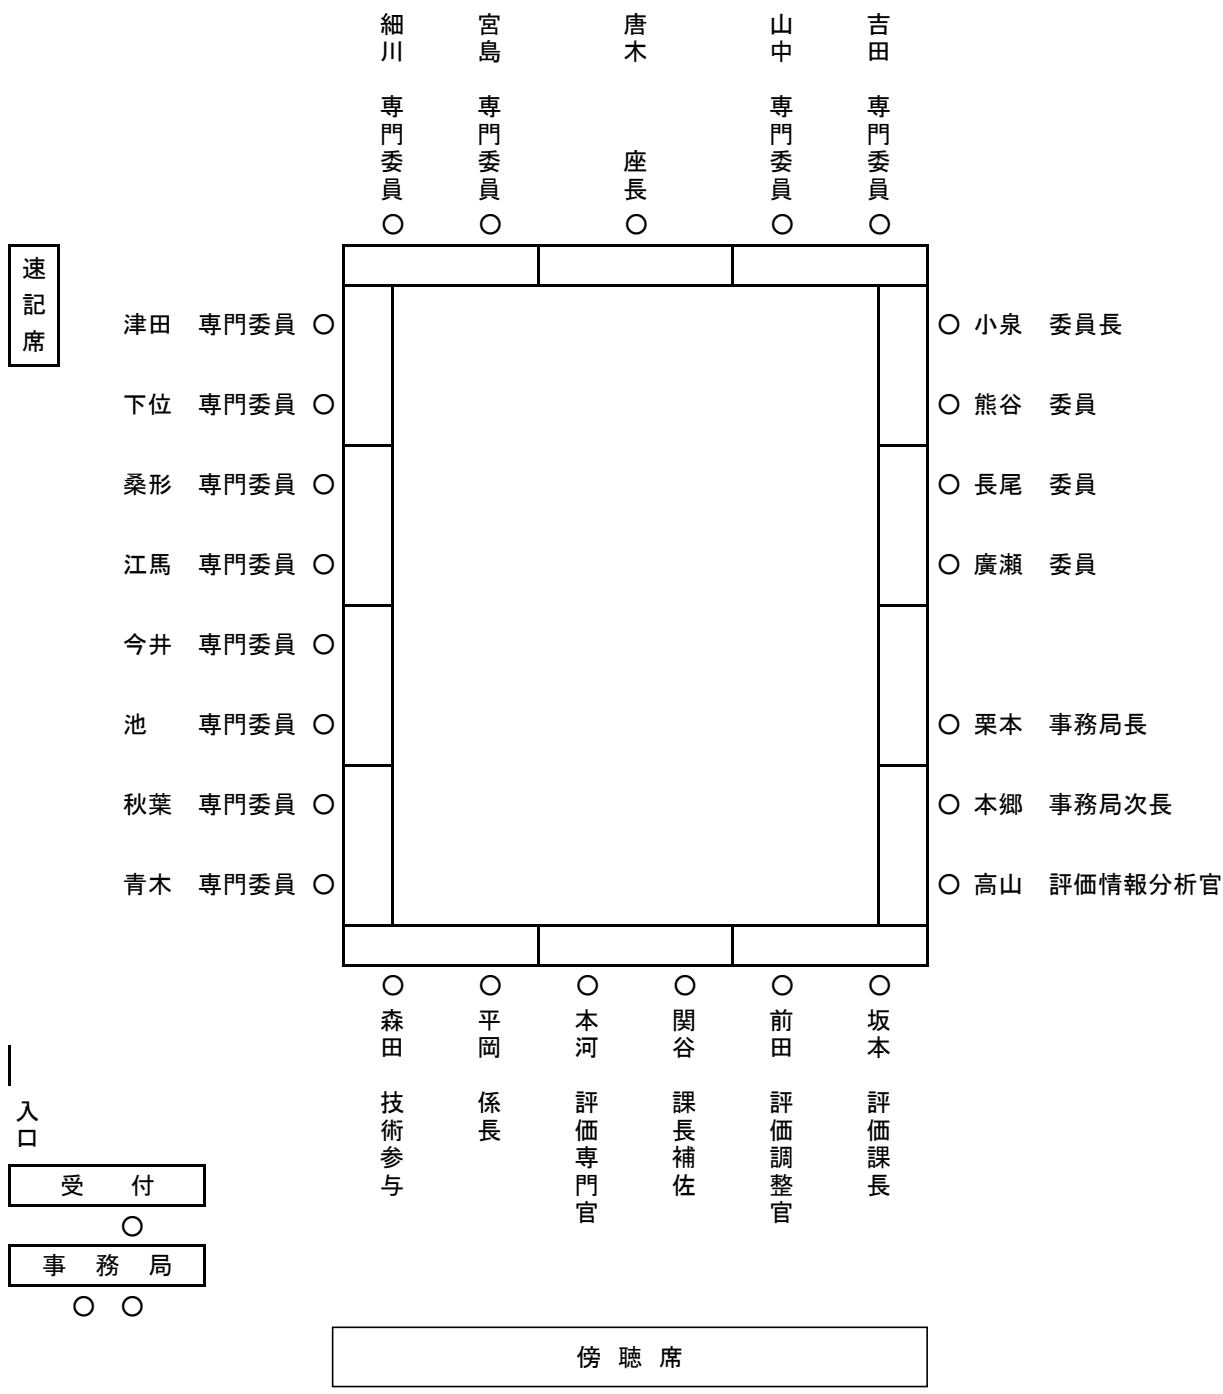 細川 専門委員
宮島 専門委員
唐木 座長
山中 専門委員
吉田 専門委員
速記席
津田 専門委員
下位 専門委員
桑形 専門委員
江馬 専門委員
今井 専門委員
池 専門委員
秋葉 専門委員
青木 専門委員
小泉 委員長
熊谷 委員
長尾 委員
廣瀬 委員
栗本 事務局長
本郷 事務局次長
高山 評価情報分析官
森田 技術参与
平岡 係長
本河 評価専門官
関谷 課長補佐
前田 評価調整官
坂本 評価課長
入口
受付
事務局
傍聴席